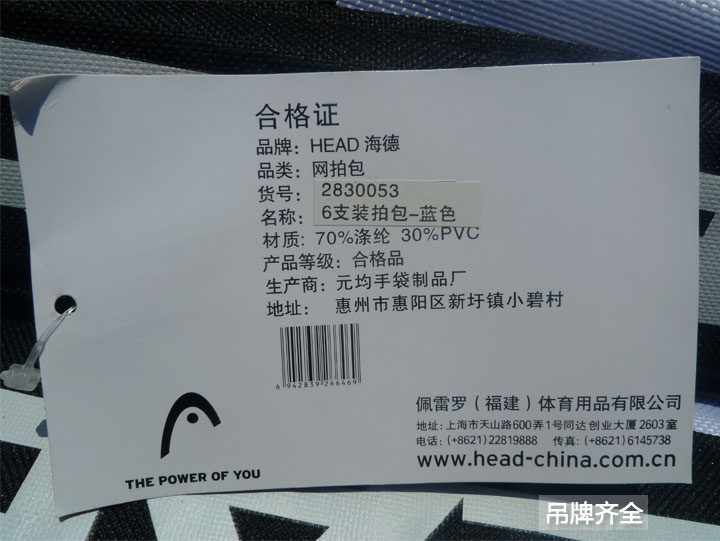 合格证
品牌：HEAD 海德
品类：网拍包
货号：2830053
名称：6支装拍包-蓝色
材质：70%涤纶 30%PVC
产品等级：合格品
生产商：元均手袋制品厂
地址：惠州市惠阳区新圩镇小碧村
6 942839 266469
THE POWER OF YOU
佩雷罗（福建）体育用品有限公司
地址：上海市天山路600弄1号同达创业大厦2603室
电话：(+8621) 22819888 传真：(+8621) 6145738
www.head-china.com.cn
吊牌齐全